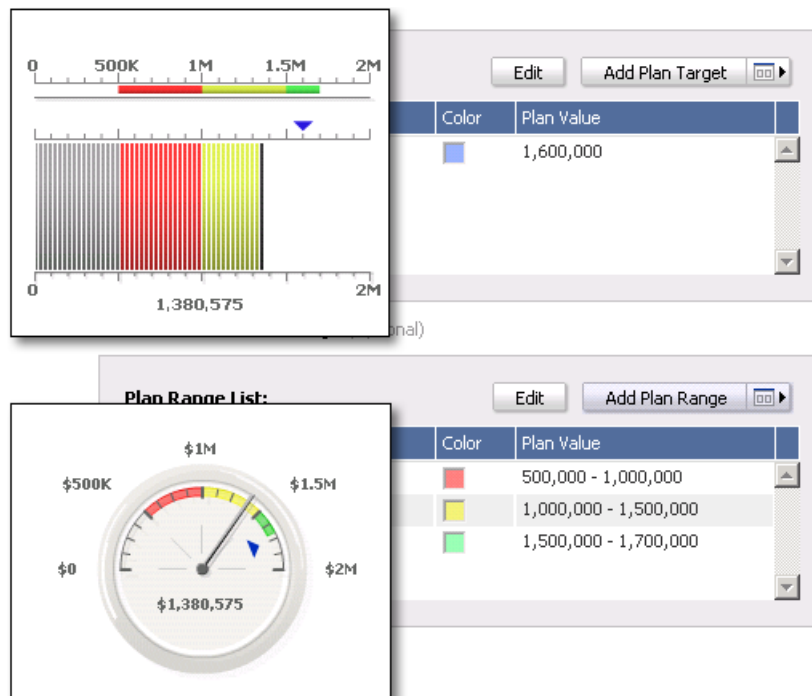 0 500K 1M 1.5M 2M
Edit Add Plan Target
Color Plan Value
1,600,000
0 2M
1,380,575
onal)
Plan Range List:
Edit Add Plan Range
Color Plan Value
$1M
$500K $1.5M
500,000 - 1,000,000
1,000,000 - 1,500,000
1,500,000 - 1,700,000
$0 $2M
$1,380,575